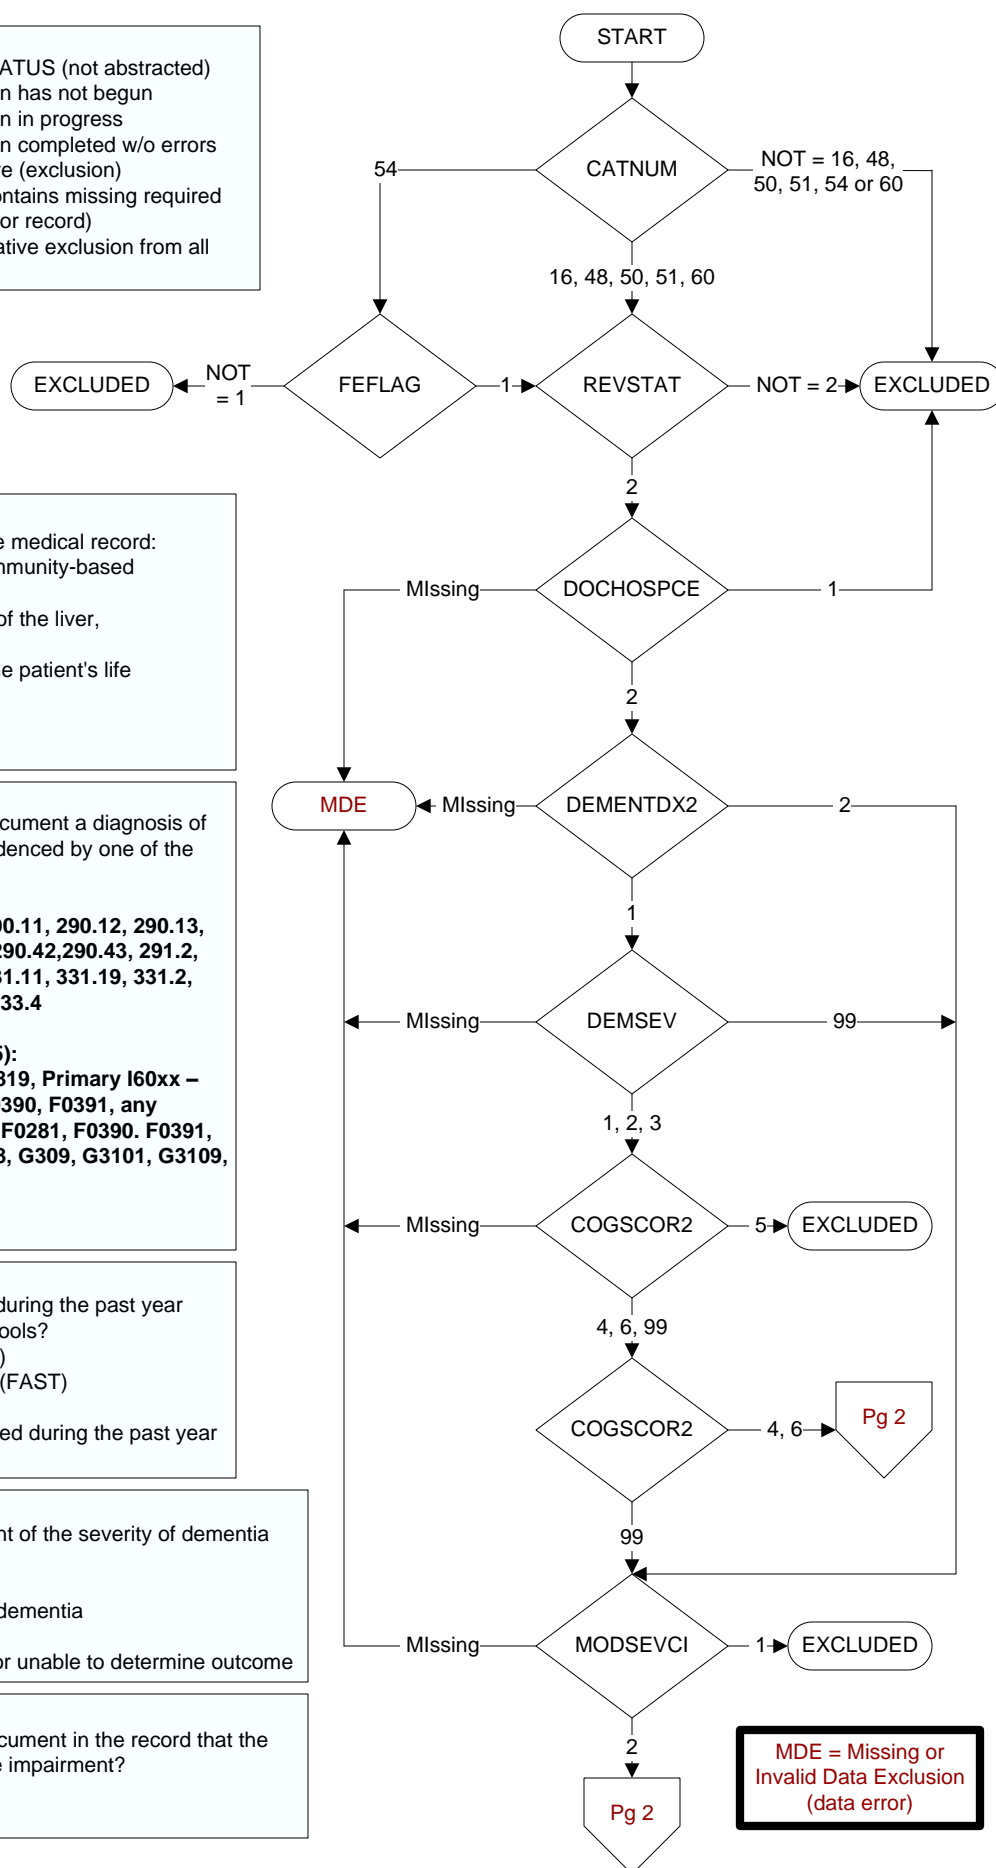 START
ATUS (not abstracted)
n has not begun
n in progress
n completed w/o errors
e (exclusion)
ontains missing required
or record)
ative exclusion from all
CATNUM
54
NOT = 16, 48,
50, 51, 54 or 60
16, 48, 50, 51, 60
EXCLUDED
NOT
= 1
FEFLAG
1
REVSTAT
NOT = 2
EXCLUDED
2
e medical record:
mmunity-based
of the liver,
ne patient's life
MIssing
DOCHOSPCE
1
2
MDE
MIssing
DEMENTDX2
2
cument a diagnosis of
denced by one of the
90.11, 290.12, 290.13,
290.42,290.43, 291.2,
31.11, 331.19, 331.2,
33.4
5):
319, Primary I60xx –
0390, F0391, any
F0281, F0390. F0391,
8, G309, G3101, G3109,
1
MIssing
DEMSEV
99
1, 2, 3
MIssing
COGSCOR2
5
EXCLUDED
during the past year
ools?
)
(FAST)
ed during the past year
4, 6, 99
COGSCOR2
4, 6
Pg 2
99
nt of the severity of dementia
dementia
or unable to determine outcome
MIssing
MODSEVCI
1
EXCLUDED
cument in the record that the
e impairment?
2
Pg 2
MDE = Missing or
Invalid Data Exclusion
(data error)